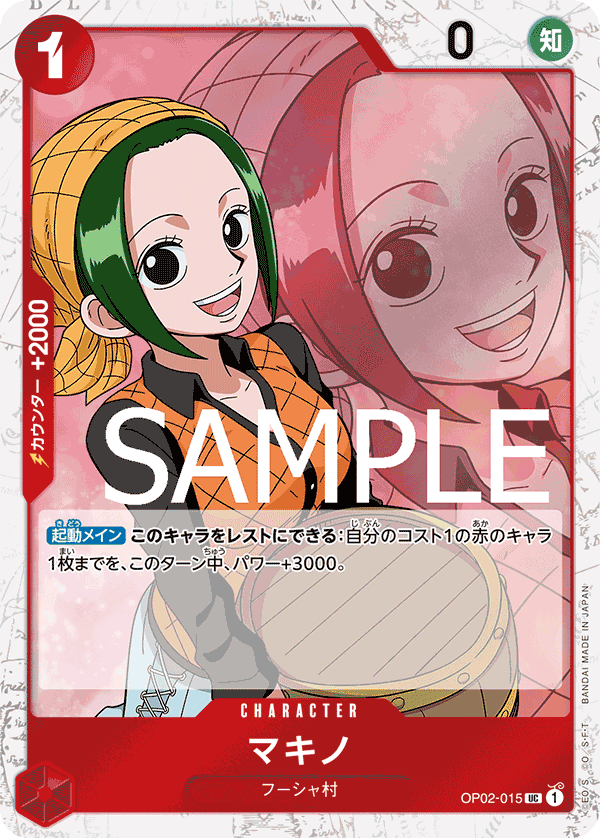 1
0
知
カウンター +2000
SAMPLE
起動メイン このキャラをレストにできる:自分のコスト1の赤のキャラ
1枚までを、このターン中、パワー+3000。
CHARACTER
マキノ
フーシャ村
OP02-015 UC 1
BANDAI MADE IN JAPAN